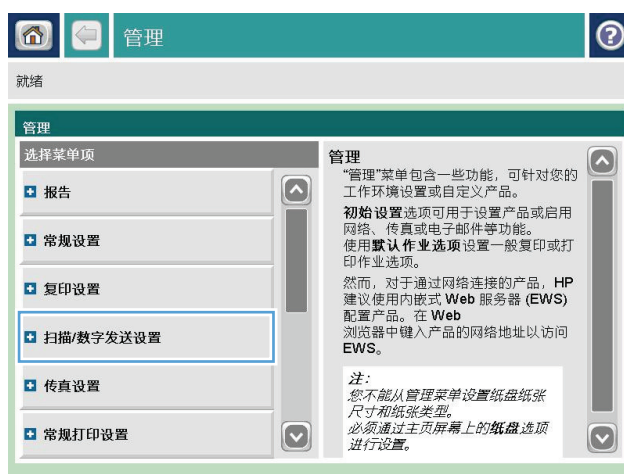 管理
?
就绪
管理
选择菜单项
报告
常规设置
复印设置
扫描/数字发送设置
传真设置
常规打印设置
管理
“管理”菜单包含一些功能，可针对您的
工作环境设置或自定义产品。
初始设置选项可用于设置产品或启用
网络、传真或电子邮件等功能。
使用默认作业选项设置一般复印或打
印作业选项。
然而，对于通过网络连接的产品，HP
建议使用内嵌式 Web 服务器 (EWS)
配置产品。在 Web
浏览器中键入产品的网络地址以访问
EWS。
注：
您不能从管理菜单设置纸盘纸张
尺寸和纸张类型。
必须通过主页屏幕上的纸盘选项
进行设置。